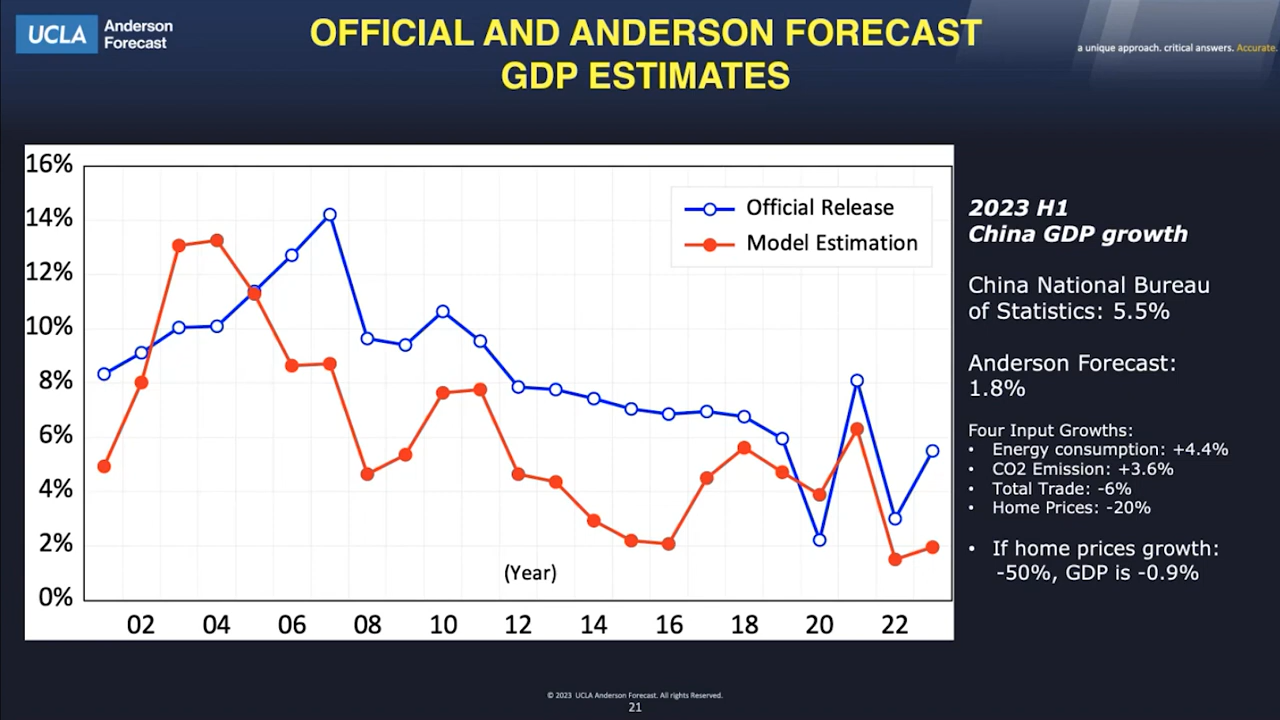 UCLA
Anderson
Forecast
OFFICIAL AND ANDERSON FORECAST
GDP ESTIMATES
a unique approach. critical answers. Accurate.
16%
14%
12%
10%
8%
6%
4%
2%
0%
Official Release
Model Estimation
(Year)
02 04 06 08 10 12 14 16 18 20 22
2023 H1
China GDP growth
China National Bureau
of Statistics: 5.5%
Anderson Forecast:
1.8%
Four Input Growths:
• Energy consumption: +4.4%
• CO2 Emission: +3.6%
• Total Trade: -6%
• Home Prices: -20%
• If home prices growth:
-50%, GDP is -0.9%
© 2023 UCLA Anderson Forecast. All rights Reserved.
21